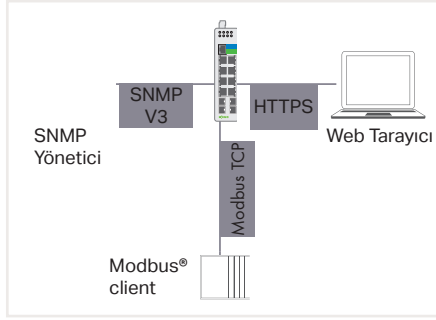 SNMP
V3
HTTPS
SNMP
Yönetici
Web Tarayıcı
Modbus TCP
Modbus®
client